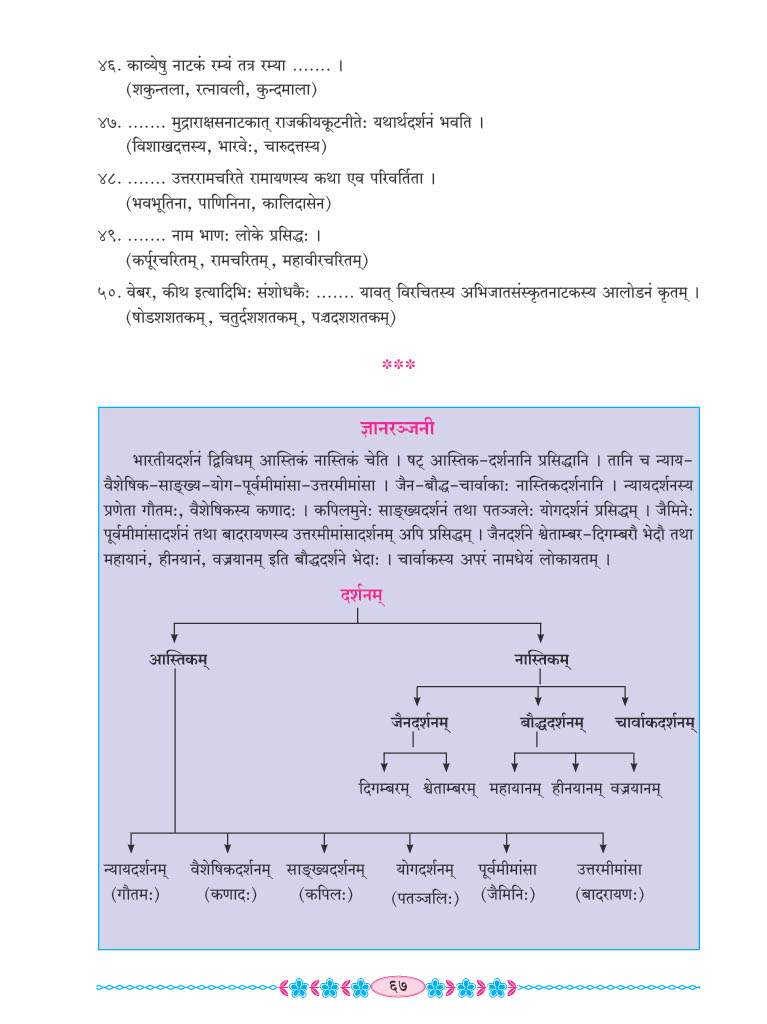 ४६. काव्येषु नाटकं रम्यं तत्र रम्या ....... ।
(शकुन्तला, रत्नावली, कुन्दमाला)
४७. ....... मुद्राराक्षसनाटकात् राजकीयकूटनीतेः यथार्थदर्शनं भवति ।
(विशाखदत्तस्य, भारवेः, चारुदत्तस्य)
४८. ....... उत्तररामचरिते रामायणस्य कथा एव परिवर्तिता ।
(भवभूतिना, पाणिनिना, कालिदासेन)
४९. ....... नाम भाणः लोके प्रसिद्धः ।
(कर्पूरचरितम्, रामचरितम्, महावीरचरितम्)
५०. वेबर, कीथ इत्यादिभिः संशोधकैः ....... यावत् विरचितस्य अभिजातसंस्कृतनाटकस्य आलोडनं कृतम् ।
(षोडशशतकम्, चतुर्दशशतकम्, पञ्चदशशतकम्)
***
ज्ञानरञ्जनी
भारतीयदर्शनं द्विविधम् आस्तिकं नास्तिकं चेति । षट् आस्तिक-दर्शनानि प्रसिद्धानि । तानि च न्याय-
वैशेषिक-साङ्ख्य-योग-पूर्वमीमांसा-उत्तरमीमांसा । जैन-बौद्ध-चार्वाकाः नास्तिकदर्शनानि । न्यायदर्शनस्य
प्रणेता गौतमः, वैशेषिकस्य कणादः । कपिलमुनेः साङ्ख्यदर्शनं तथा पतञ्जलेः योगदर्शनं प्रसिद्धम् । जैमिनेः
पूर्वमीमांसादर्शनं तथा बादरायणस्य उत्तरमीमांसादर्शनम् अपि प्रसिद्धम् । जैनदर्शने श्वेताम्बर-दिगम्बरौ भेदौ तथा
महायानं, हीनयानं, वज्रयानम् इति बौद्धदर्शने भेदाः । चार्वाकस्य अपरं नामधेयं लोकायतम् ।
दर्शनम्
आस्तिकम् नास्तिकम्
जैनदर्शनम् बौद्धदर्शनम् चार्वाकदर्शनम्
दिगम्बरम् श्वेताम्बरम् महायानम् हीनयानम् वज्रयानम्
न्यायदर्शनम् वैशेषिकदर्शनम् साङ्ख्यदर्शनम् योगदर्शनम् पूर्वमीमांसा उत्तरमीमांसा
(गौतमः) (कणादः) (कपिलः) (पतञ्जलिः) (जैमिनिः) (बादरायणः)
६७